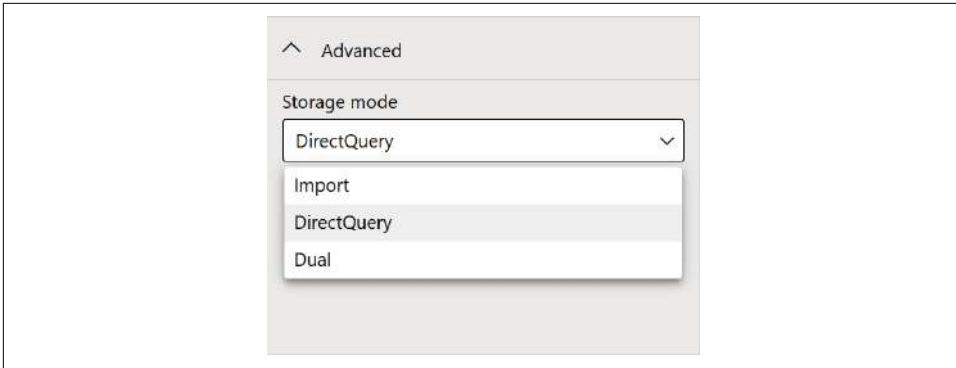 Advanced
Storage mode
DirectQuery
Import
DirectQuery
Dual